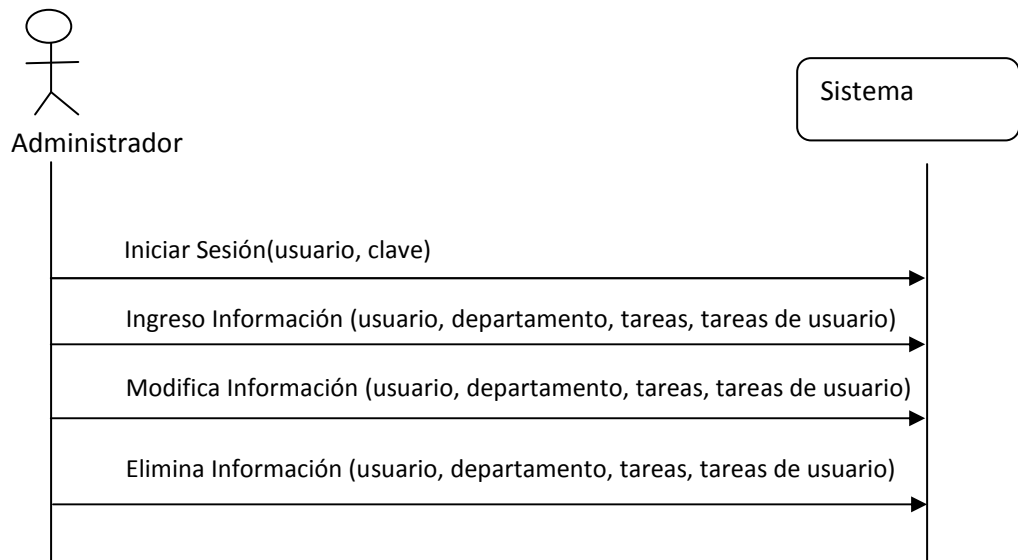 Sistema
Administrador
Iniciar Sesión(usuario, clave)
Ingreso Información (usuario, departamento, tareas, tareas de usuario)
Modifica Información (usuario, departamento, tareas, tareas de usuario)
Elimina Información (usuario, departamento, tareas, tareas de usuario)